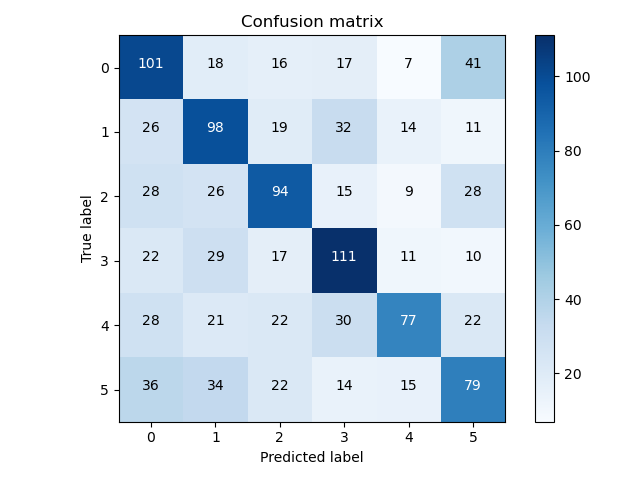 Confusion matrix
0 101 18 16 17 7 41
1 26 98 19 32 14 11
2 28 26 94 15 9 28
3 22 29 17 111 11 10
4 28 21 22 30 77 22
5 36 34 22 14 15 79
0 1 2 3 4 5
Predicted label
True label
100
80
60
40
20